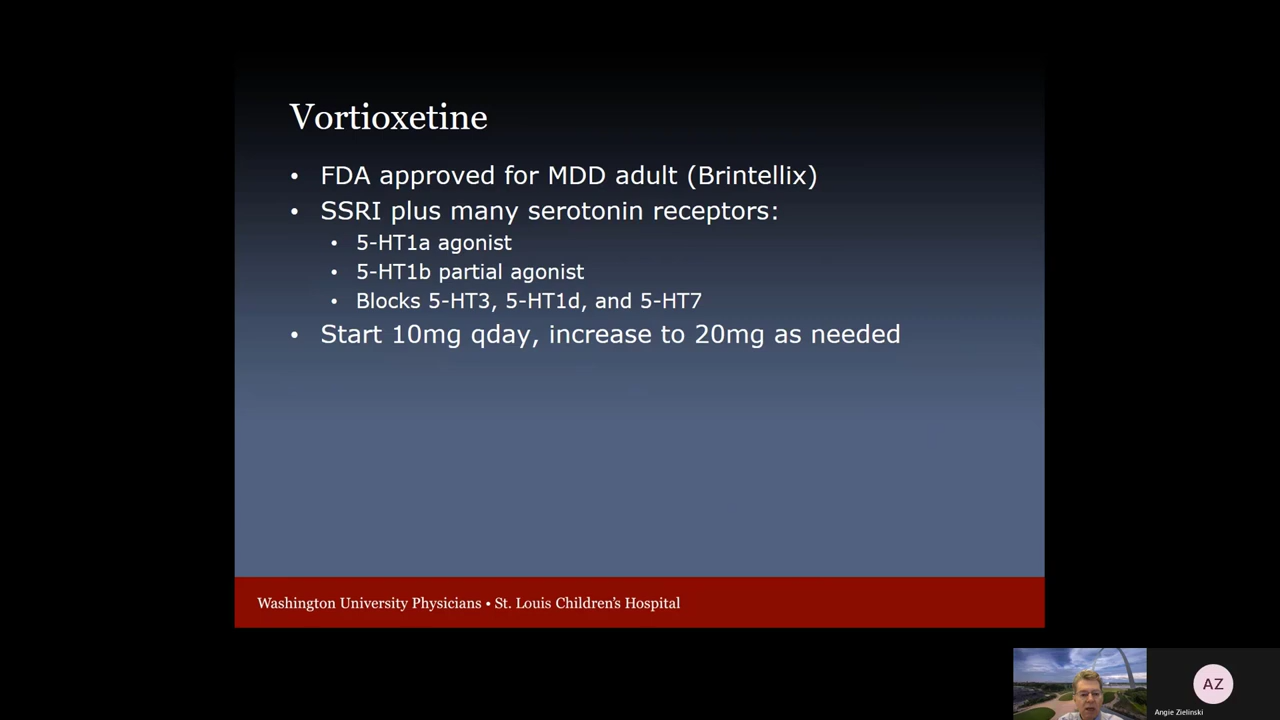 Vortioxetine
• FDA approved for MDD adult (Brintellix)
• SSRI plus many serotonin receptors:
• 5-HT1a agonist
• 5-HT1b partial agonist
• Blocks 5-HT3, 5-HT1d, and 5-HT7
• Start 10mg qday, increase to 20mg as needed
Washington University Physicians • St. Louis Children's Hospital
AZ
Angie Zielinski